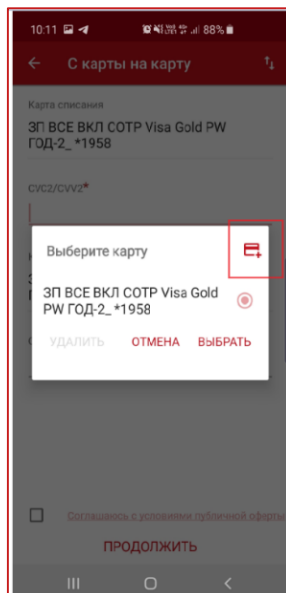 10:11 88%
С карты на карту
Карта списания
ЗП ВСЕ ВКЛ СОТР Visa Gold PW
ГОД-2_ *1958
CVC2/CVV2*
Выберите карту
ЗП ВСЕ ВКЛ СОТР Visa Gold
PW ГОД-2_ *1958
УДАЛИТЬ ОТМЕНА ВЫБРАТЬ
Соглашаюсь с условиями публичной оферты
ПРОДОЛЖИТЬ